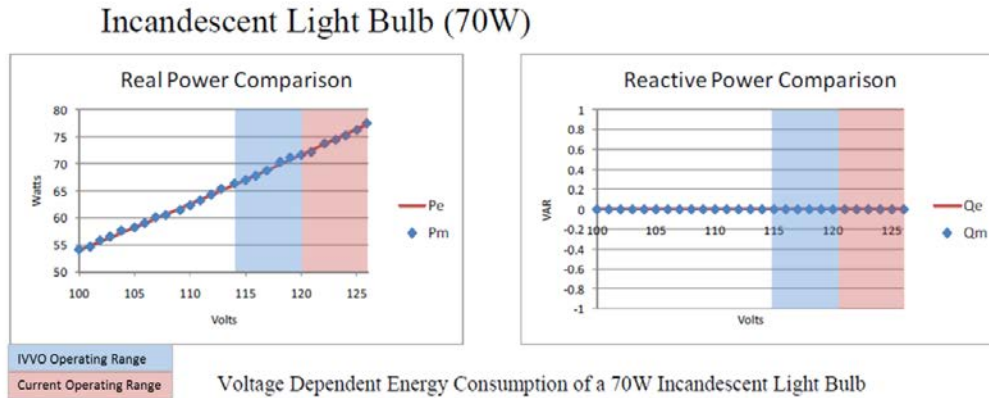 Incandescent Light Bulb (70W)
Real Power Comparison
80
75
70
65
60
55
50
Watts
100 105 110 115 120 125
Volts
Pe
Pm
Reactive Power Comparison
1
0.8
0.6
0.4
0.2
0
-0.2
-0.4
-0.6
-0.8
-1
VAR
100 105 110 115 120 125
Volts
Qe
Qm
IVVO Operating Range
Current Operating Range
Voltage Dependent Energy Consumption of a 70W Incandescent Light Bulb